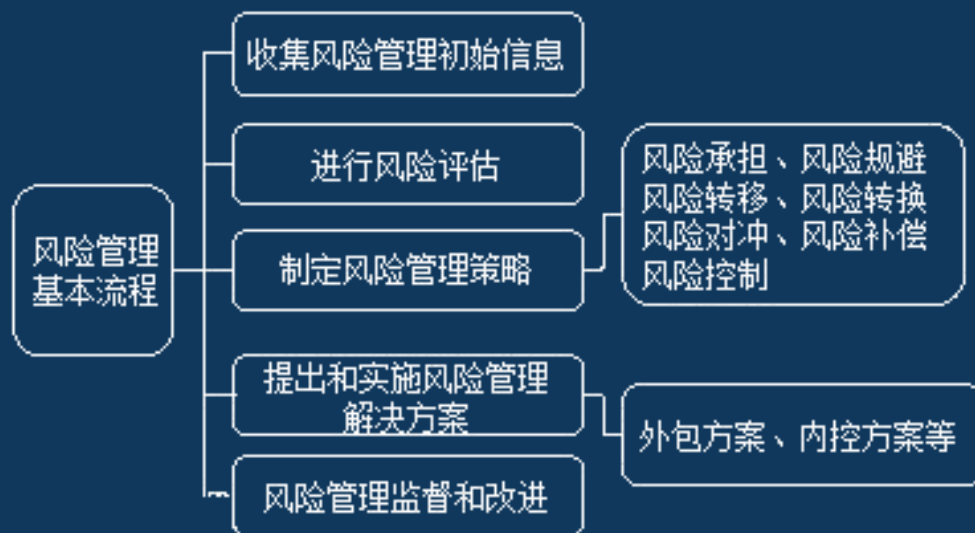 收集风险管理初始信息
进行风险评估
风险管理
基本流程
制定风险管理策略
风险承担、风险规避
风险转移、风险转换
风险对冲、风险补偿
风险控制
提出和实施风险管理
解决方案
外包方案、内控方案等
风险管理监督和改进